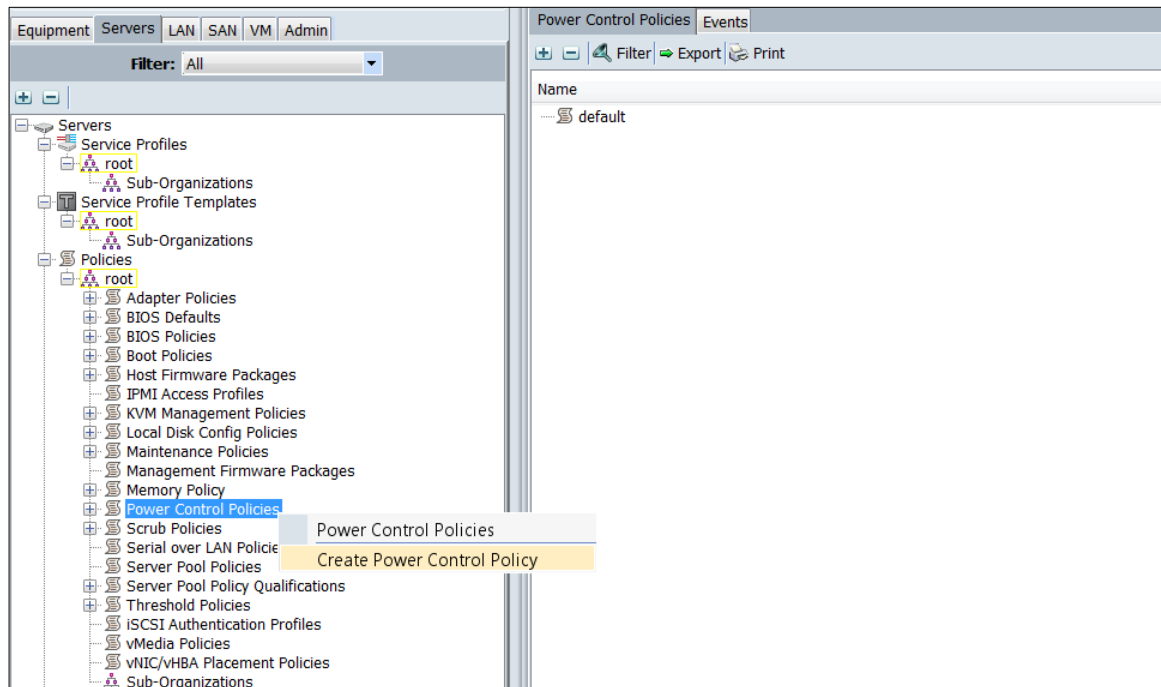 Equipment Servers LAN SAN VM Admin
Filter: All
Servers
Service Profiles
root
Sub-Organizations
Service Profile Templates
root
Sub-Organizations
Policies
root
Adapter Policies
BIOS Defaults
BIOS Policies
Boot Policies
Host Firmware Packages
IPMI Access Profiles
KVM Management Policies
Local Disk Config Policies
Maintenance Policies
Management Firmware Packages
Memory Policy
Power Control Policies
Scrub Policies
Serial over LAN Policie
Server Pool Policies
Server Pool Policy Qualifications
Threshold Policies
iSCSI Authentication Profiles
vMedia Policies
vNIC/vHBA Placement Policies
Sub-Organizations
Power Control Policies
Create Power Control Policy
Power Control Policies Events
Filter Export Print
Name
default